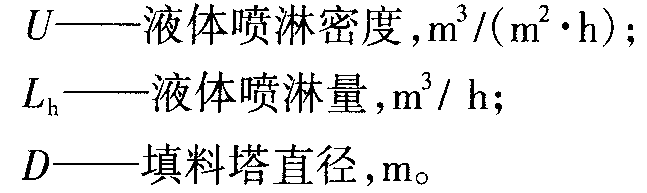 U——液体喷淋密度,m³/(m²·h);
Lₕ——液体喷淋量,m³/ h;
D——填料塔直径,m。